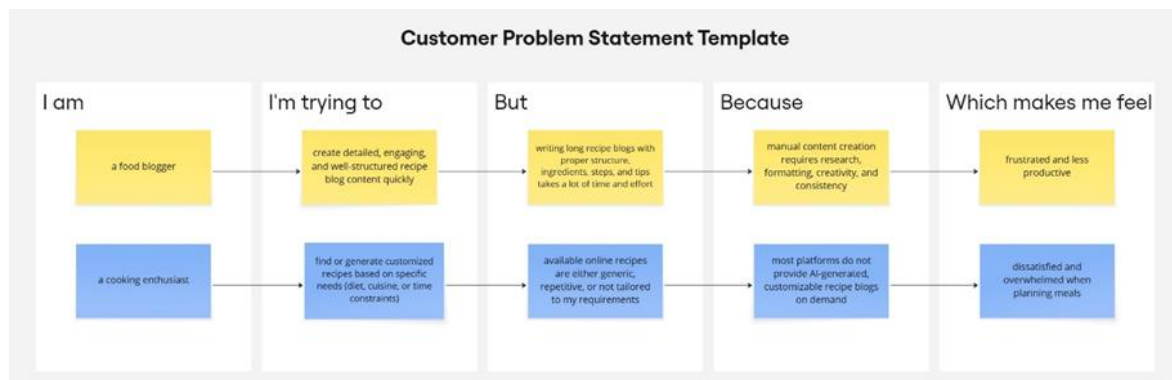 Customer Problem Statement Template
I am
I'm trying to
But
Because
Which makes me feel
a food blogger
create detailed, engaging,
and well-structured recipe
blog content quickly
writing long recipe blogs with
proper structure,
ingredients, steps, and tips
takes a lot of time and effort
manual content creation
requires research,
formatting, creativity, and
consistency
frustrated and less
productive
a cooking enthusiast
find or generate customized
recipes based on specific
needs (diet, cuisine, or time
constraints)
available online recipes
are either generic,
repetitive, or not tailored
to my requirements
most platforms do not
provide AI-generated,
customizable recipe blogs
on demand
dissatisfied and
overwhelmed when
planning meals